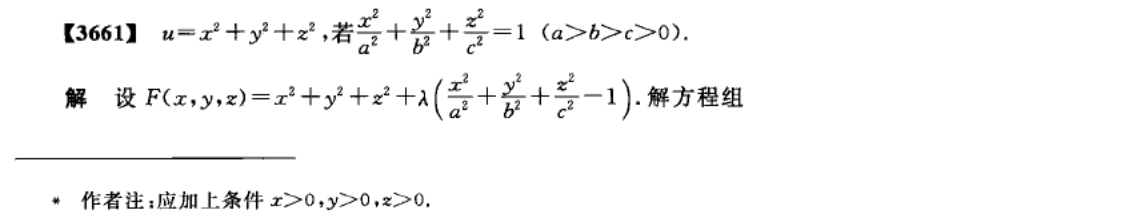 【3661】 u=x²+y²+z²,若x²/a²+y²/b²+z²/c²=1 (a>b>c>0).
解 设 F(x,y,z)=x²+y²+z²+λ(x²/a²+y²/b²+z²/c²-1).解方程组
* 作者注:应加上条件 x>0,y>0,z>0.